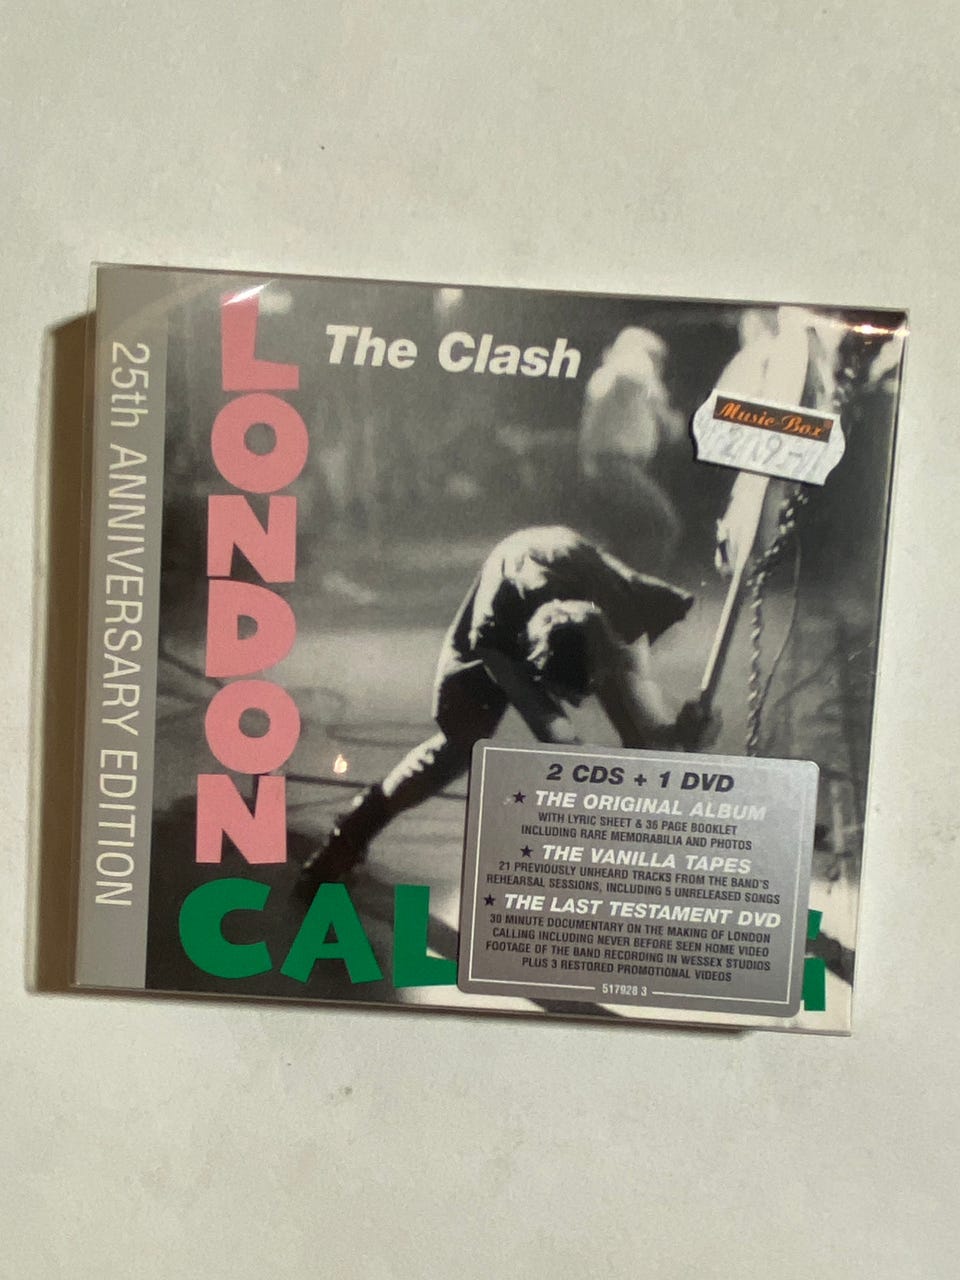 25th ANNIVERSARY EDITION
LONDON
The Clash
Music-Box
CAL
2 CDS + 1 DVD
★ THE ORIGINAL ALBUM
WITH LYRIC SHEET & 36 PAGE BOOKLET
INCLUDING RARE MEMORABILIA AND PHOTOS
★ THE VANILLA TAPES
21 PREVIOUSLY UNHEARD TRACKS FROM THE BAND'S
REHEARSAL SESSIONS, INCLUDING 5 UNRELEASED SONGS
★ THE LAST TESTAMENT DVD
30 MINUTE DOCUMENTARY ON THE MAKING OF LONDON
CALLING INCLUDING NEVER BEFORE SEEN HOME VIDEO
FOOTAGE OF THE BAND RECORDING IN WESSEX STUDIOS
PLUS 3 RESTORED PROMOTIONAL VIDEOS
517928 3